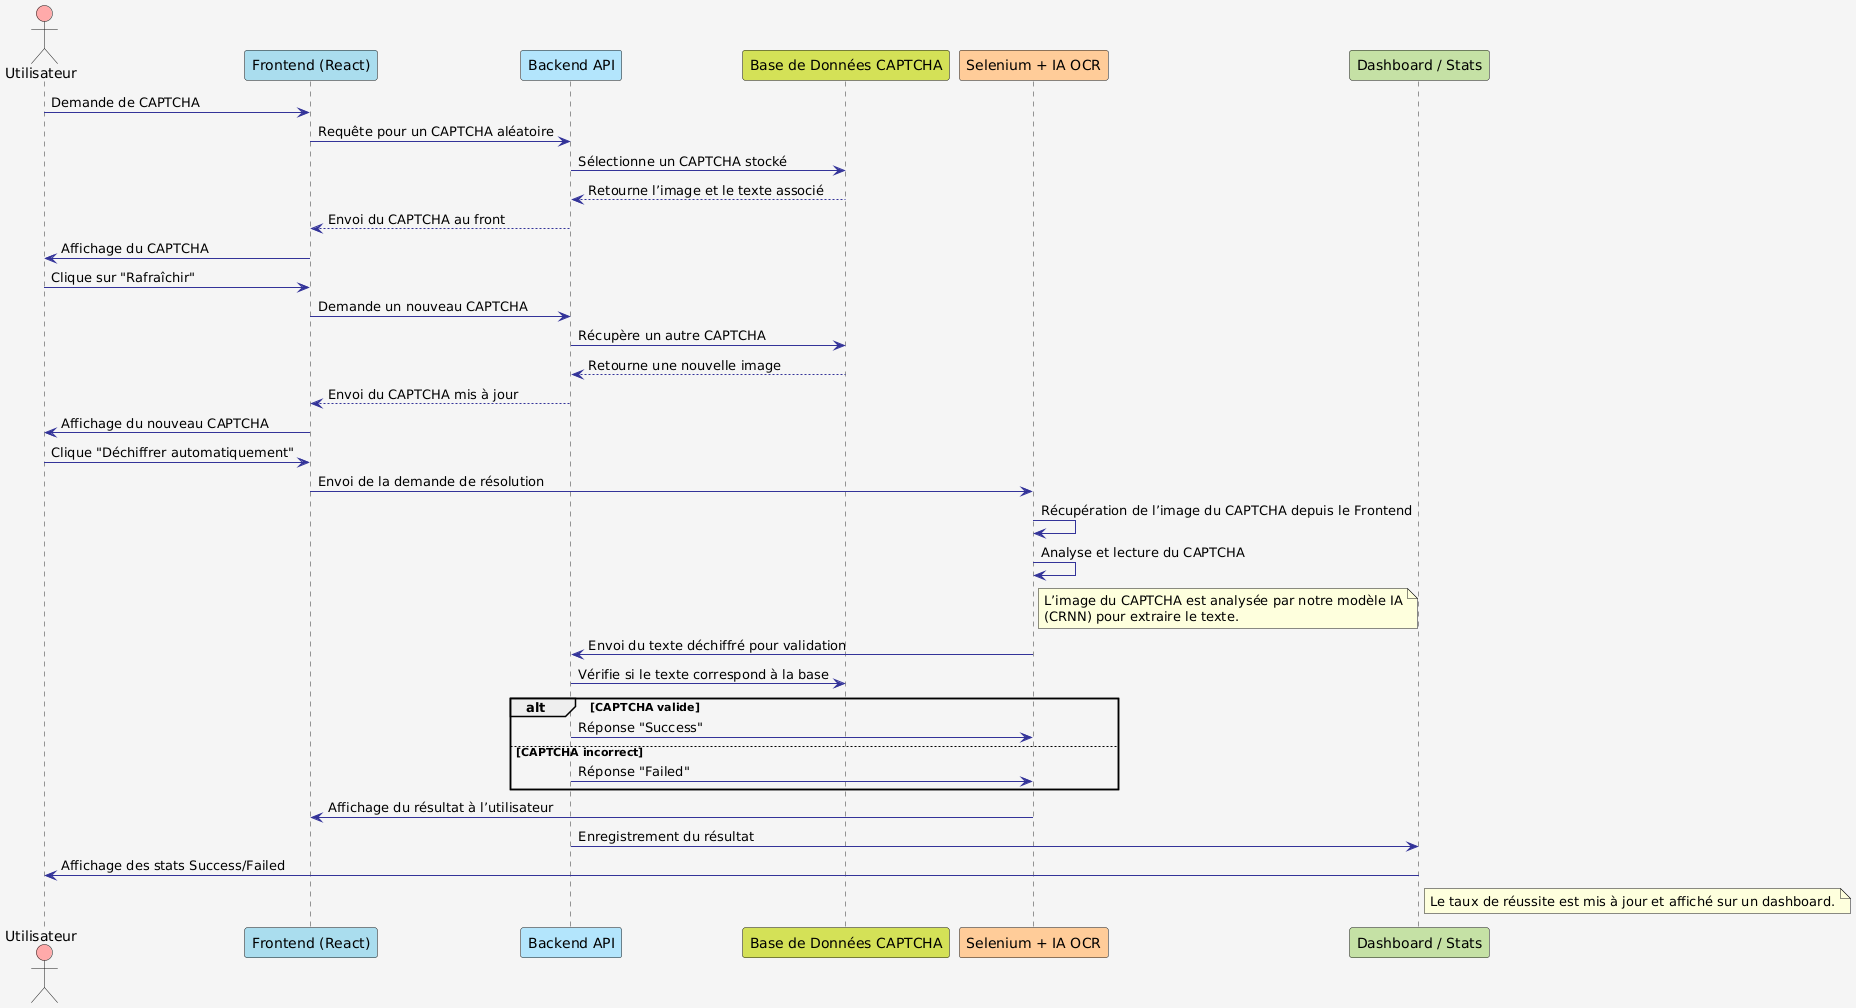 Utilisateur
Frontend (React)
Backend API
Base de Données CAPTCHA
Selenium + IA OCR
Dashboard / Stats
Demande de CAPTCHA
Requête pour un CAPTCHA aléatoire
Sélectionne un CAPTCHA stocké
Retourne l’image et le texte associé
Envoi du CAPTCHA au front
Affichage du CAPTCHA
Clique sur "Rafraîchir"
Demande un nouveau CAPTCHA
Récupère un autre CAPTCHA
Retourne une nouvelle image
Envoi du CAPTCHA mis à jour
Affichage du nouveau CAPTCHA
Clique "Déchiffrer automatiquement"
Envoi de la demande de résolution
Récupération de l’image du CAPTCHA depuis le Frontend
Analyse et lecture du CAPTCHA
L’image du CAPTCHA est analysée par notre modèle IA
(CRNN) pour extraire le texte.
Envoi du texte déchiffré pour validation
Vérifie si le texte correspond à la base
alt [CAPTCHA valide]
Réponse "Success"
[CAPTCHA incorrect]
Réponse "Failed"
Affichage du résultat à l’utilisateur
Enregistrement du résultat
Affichage des stats Success/Failed
Le taux de réussite est mis à jour et affiché sur un dashboard.
Utilisateur
Frontend (React)
Backend API
Base de Données CAPTCHA
Selenium + IA OCR
Dashboard / Stats